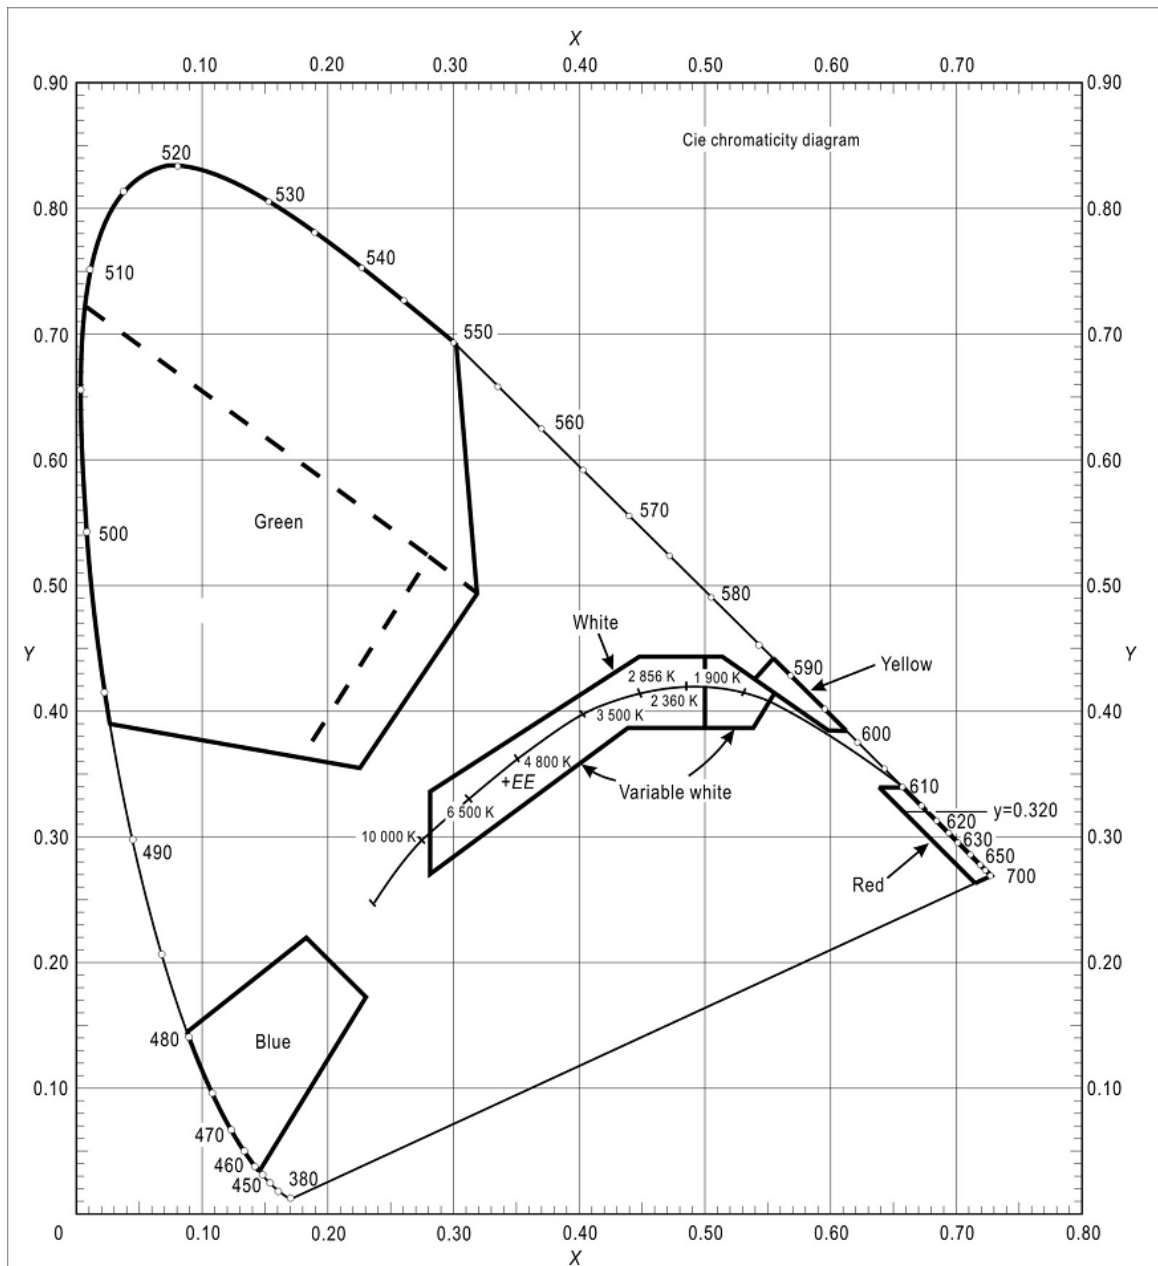 X
0.10 0.20 0.30 0.40 0.50 0.60 0.70
0.90 0.90
Cie chromaticity diagram
520
530
0.80 0.80
540
510
550
0.70 0.70
560
0.60 0.60
570
Green
500
0.50 0.50
580
White
Y Y
590
Yellow
2 856 K 1 900 K
2 360 K
0.40 3 500 K 0.40
600
4 800 K
+EE
Variable white
610
6 500 K
y=0.320
620
10 000 K
0.30 0.30
630
490
650
Red
700
0.20 0.20
480
Blue
0.10 0.10
470
460
450
380
0 0.10 0.20 0.30 0.40 0.50 0.60 0.70 0.80
X